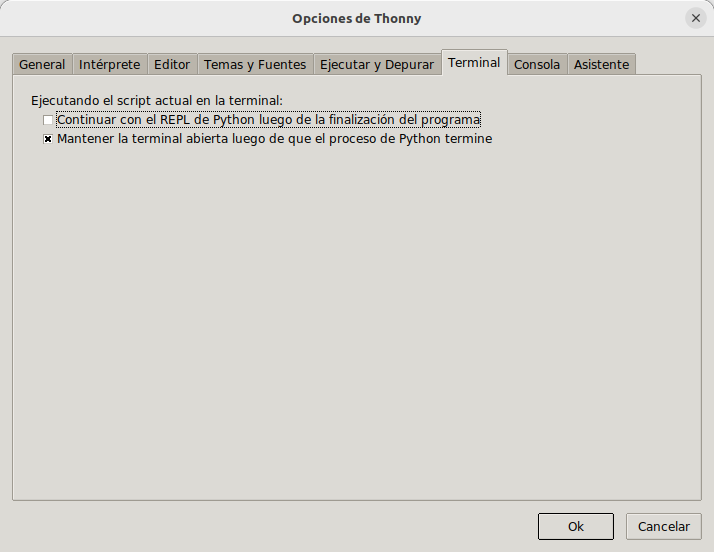 Opciones de Thonny
General Intérprete Editor Temas y Fuentes Ejecutar y Depurar Terminal Consola Asistente
Ejecutando el script actual en la terminal:
Continuar con el REPL de Python luego de la finalización del programa
Mantener la terminal abierta luego de que el proceso de Python termine
Ok Cancelar